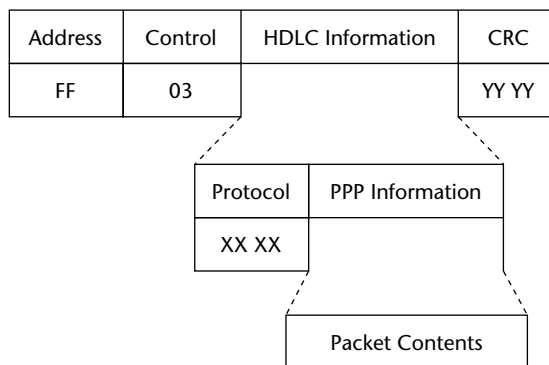 Address Control HDLC Information CRC
FF 03 YY YY
Protocol PPP Information
XX XX
Packet Contents